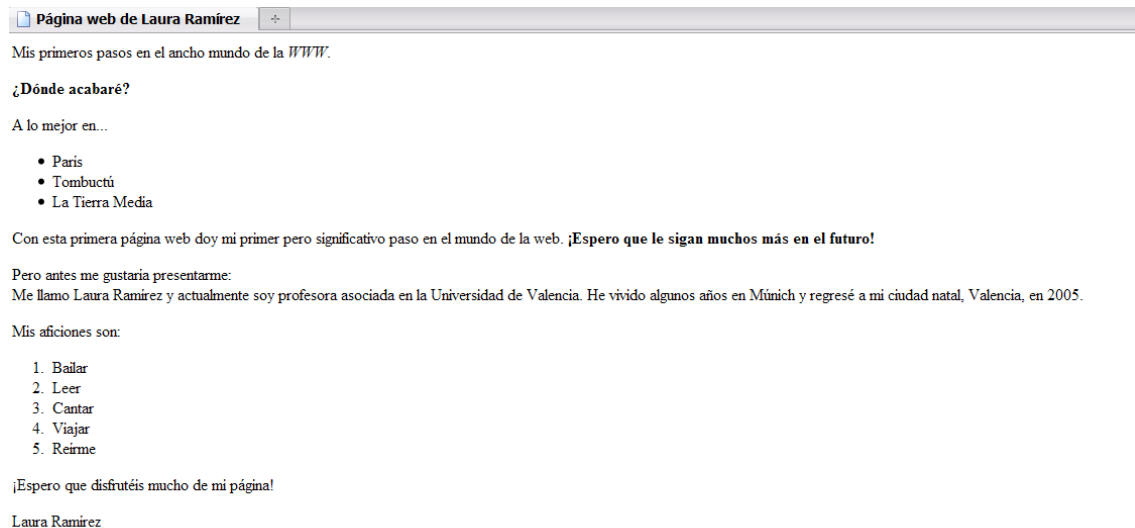 Página web de Laura Ramírez
Mis primeros pasos en el ancho mundo de la WWW.
¿Dónde acabaré?
A lo mejor en...
• Paris
• Tombuctú
• La Tierra Media
Con esta primera página web doy mi primer pero significativo paso en el mundo de la web. ¡Espero que le sigan muchos más en el futuro!
Pero antes me gustaria presentarme:
Me llamo Laura Ramirez y actualmente soy profesora asociada en la Universidad de Valencia. He vivido algunos años en Múnich y regresé a mi ciudad natal, Valencia, en 2005.
Mis aficiones son:
1. Bailar
2. Leer
3. Cantar
4. Viajar
5. Reirme
¡Espero que disfrutéis mucho de mi página!
Laura Ramirez